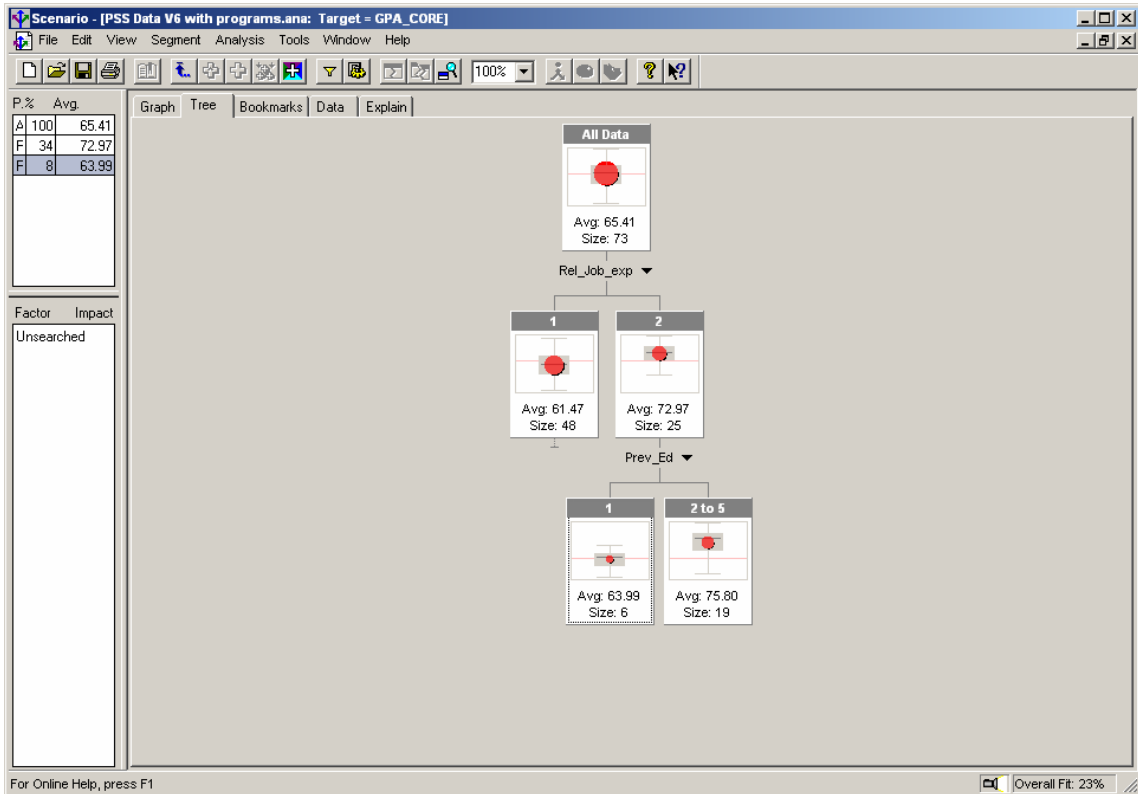 Scenario - [PSS Data V6 with programs.ana: Target = GPA_CORE]
File Edit View Segment Analysis Tools Window Help
100%
P.% Avg.
A 100 65.41
F 34 72.97
F 8 63.99
Factor Impact
Unsearched
Graph Tree Bookmarks Data Explain
All Data
Avg: 65.41
Size: 73
Rel_Job_exp
1 2
Avg: 61.47 Avg: 72.97
Size: 48 Size: 25
Prev_Ed
1 2 to 5
Avg: 63.99 Avg: 75.80
Size: 6 Size: 19
For Online Help, press F1 Overall Fit: 23%